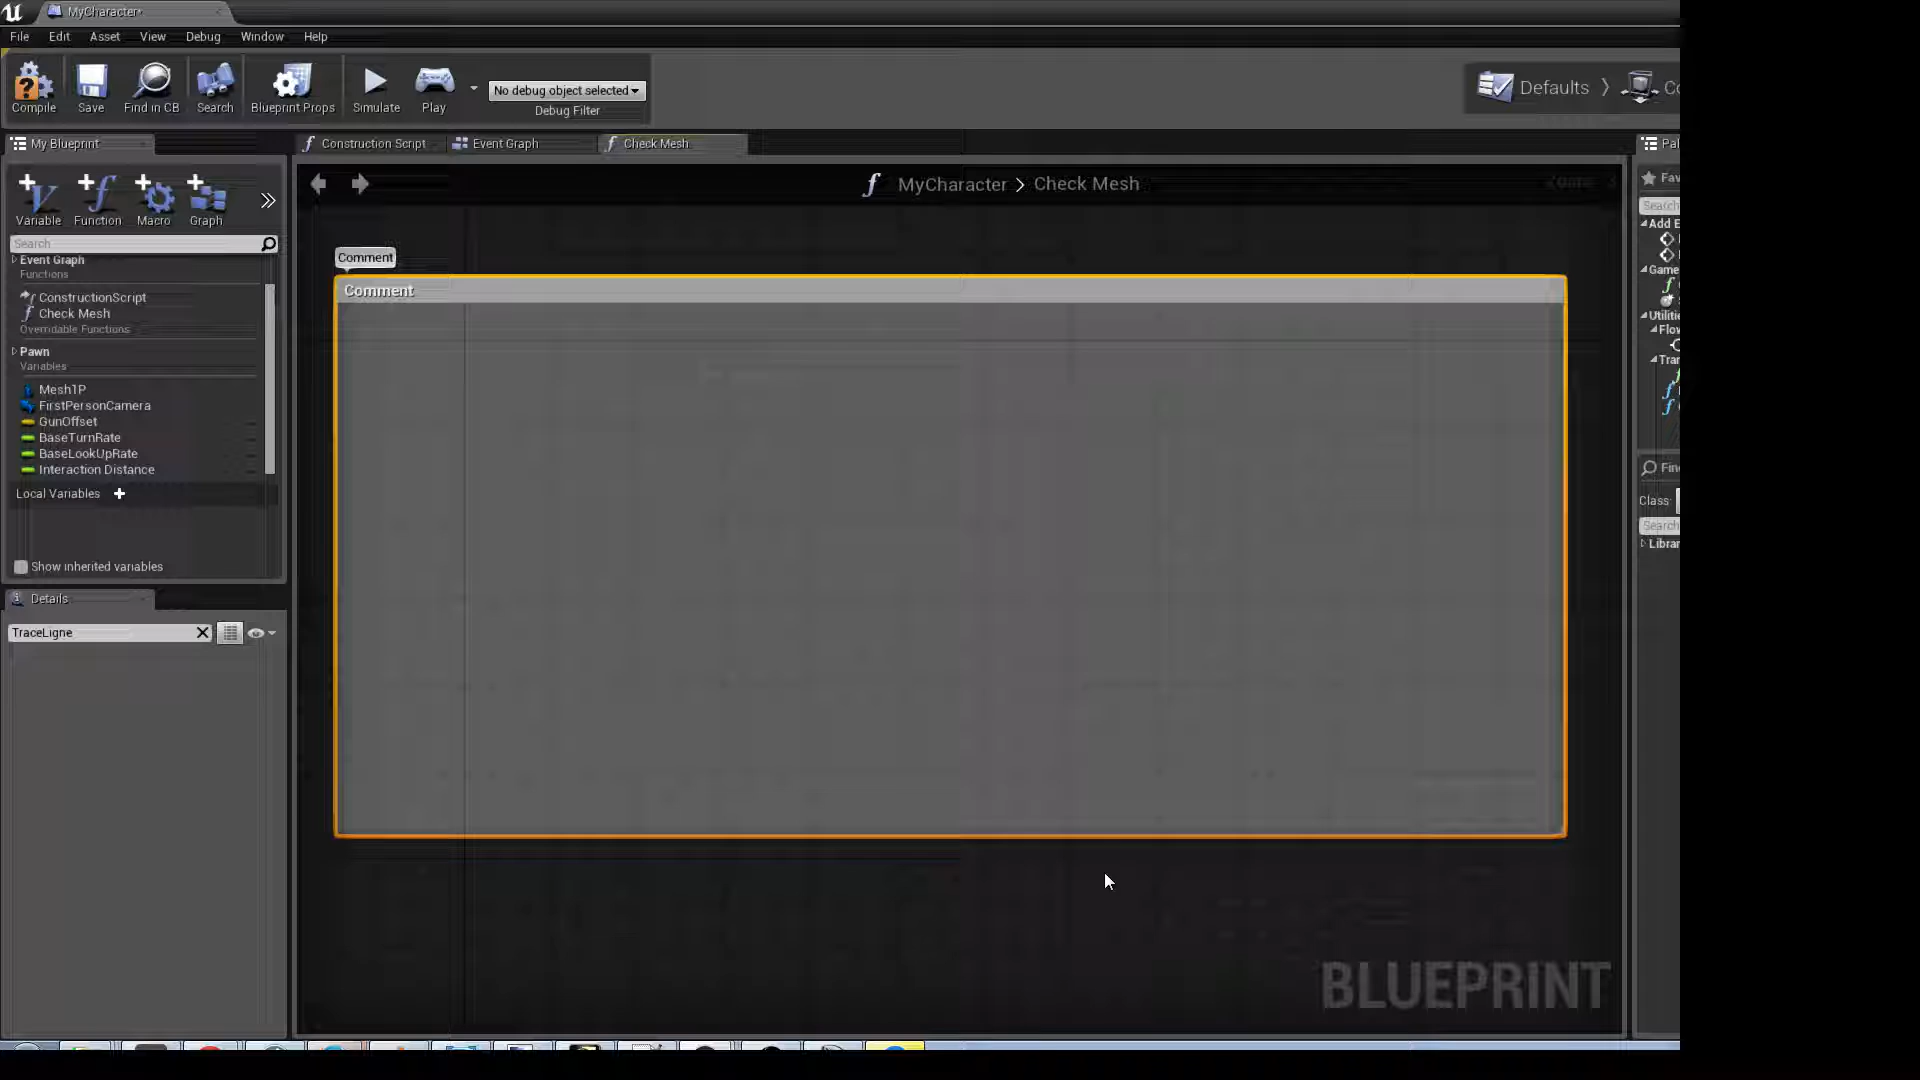 MyCharacter*
File Edit Asset View Debug Window Help
Compile Save Find in CB Search Blueprint Props Simulate Play
No debug object selected
Debug Filter
Defaults
My Blueprint
Construction Script Event Graph Check Mesh
Variable Function Macro Graph
MyCharacter > Check Mesh
Search
Event Graph
Functions
ConstructionScript
Check Mesh
Overridable Functions
Pawn
Variables
Mesh1P
FirstPersonCamera
GunOffset
BaseTurnRate
BaseLookUpRate
Interaction Distance
Local Variables +
Show inherited variables
Details
TraceLigne
Comment
Comment
BLUEPRINT
Pal
Fav
Search
Add E
Game
Utilitie
Flov
Trar
Find
Class
Search
Librar